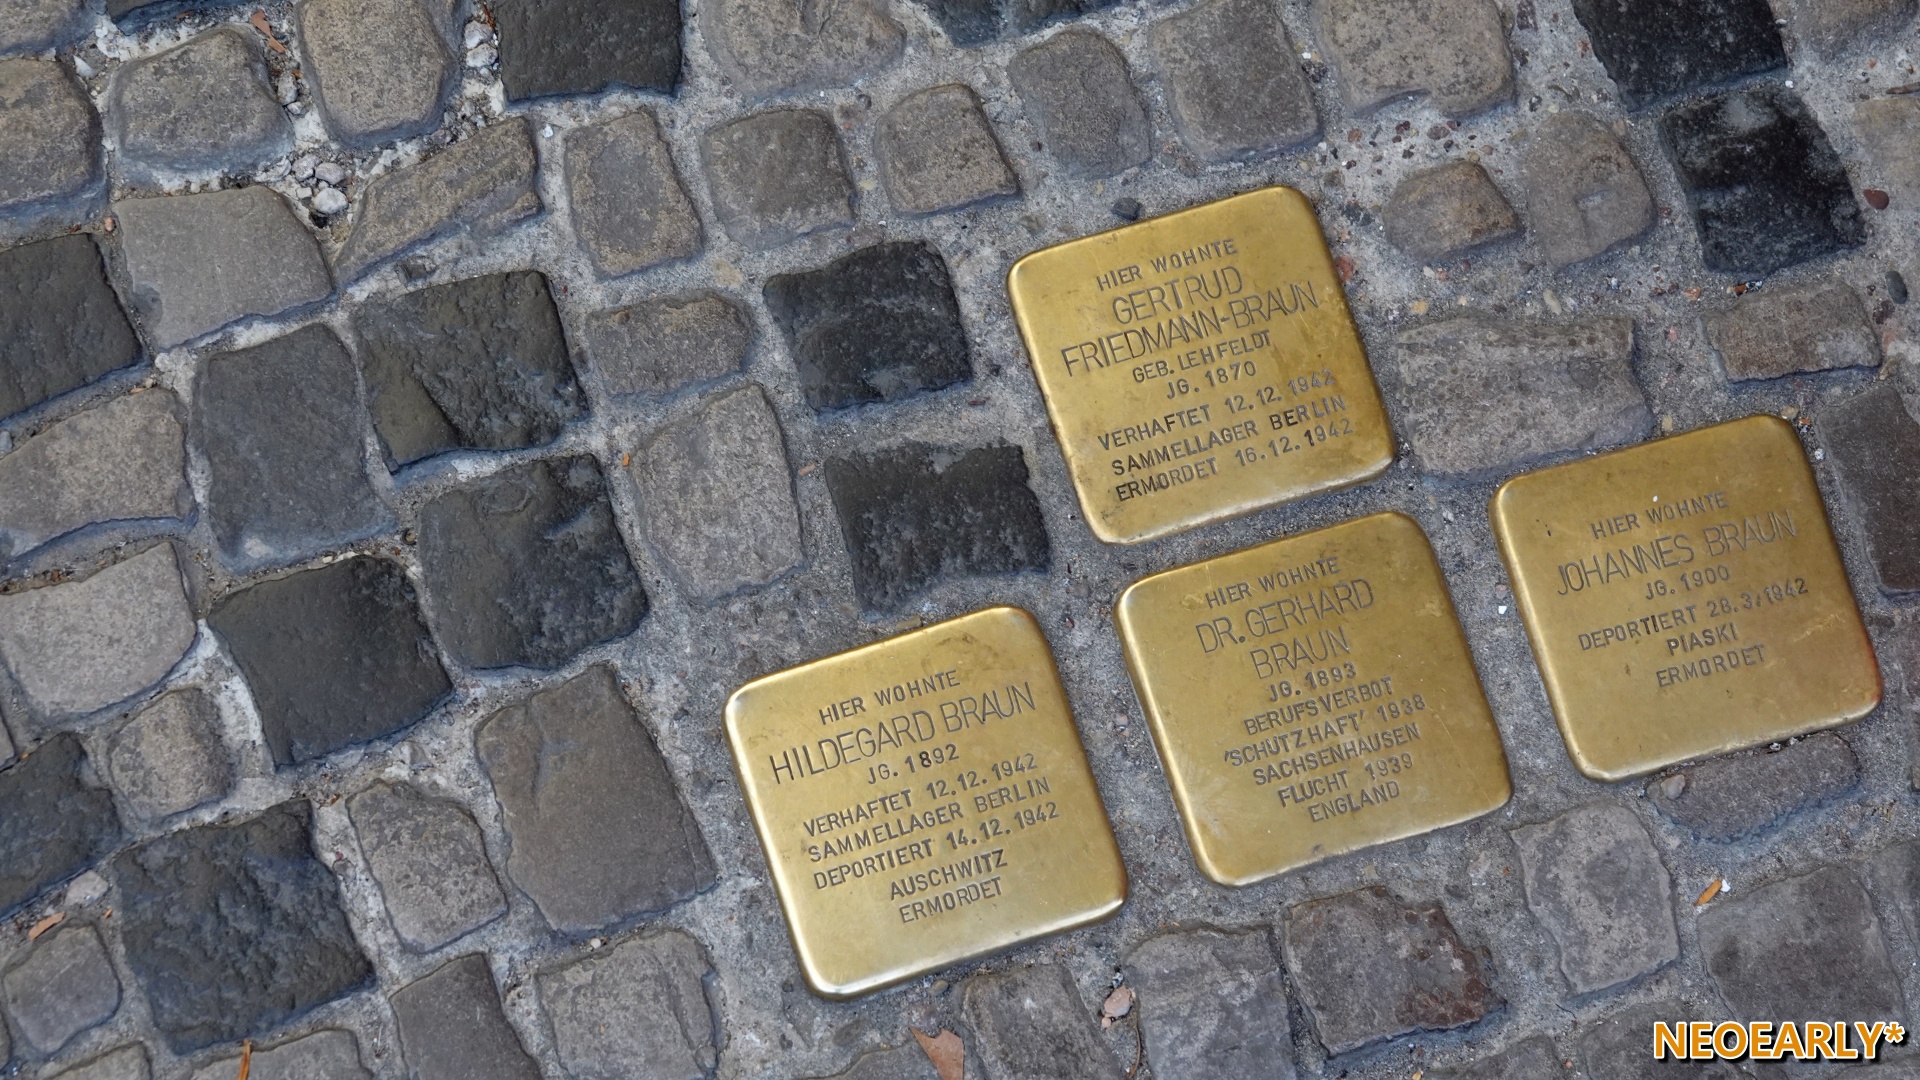 HIER WOHNTE
GERTRUD
FRIEDMANN-BRAUN
GEB. LEHFELDT
JG. 1870
VERHAFTET 12.12.1942
SAMMELLAGER BERLIN
ERMORDET 16.12.1942
HIER WOHNTE
HILDEGARD BRAUN
JG. 1892
VERHAFTET 12.12.1942
SAMMELLAGER BERLIN
DEPORTIERT 14.12.1942
AUSCHWITZ
ERMORDET
HIER WOHNTE
DR. GERHARD
BRAUN
JG. 1893
BERUFSVERBOT
'SCHUTZHAFT' 1938
SACHSENHAUSEN
FLUCHT 1939
ENGLAND
HIER WOHNTE
JOHANNES BRAUN
JG. 1900
DEPORTIERT 28.3.1942
PIASKI
ERMORDET
NEOEARLY*